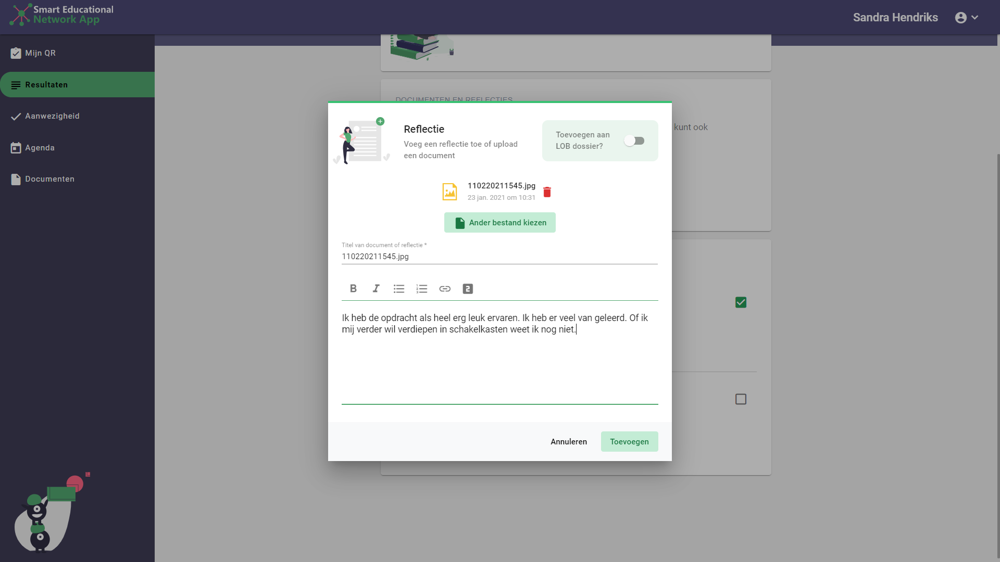 Smart Educational
Network App
Sandra Hendriks
Mijn QR
Resultaten
Aanwezigheid
Agenda
Documenten
DOCUMENTEN EN REFLECTIES
kunt ook
Reflectie
Voeg een reflectie toe of upload
een document
Toevoegen aan
LOB dossier?
110220211545.jpg
23 jan. 2021 om 10:31
Ander bestand kiezen
Titel van document of reflectie *
110220211545.jpg
Ik heb de opdracht als heel erg leuk ervaren. Ik heb er veel van geleerd. Of ik
mij verder wil verdiepen in schakelkasten weet ik nog niet.
Annuleren
Toevoegen